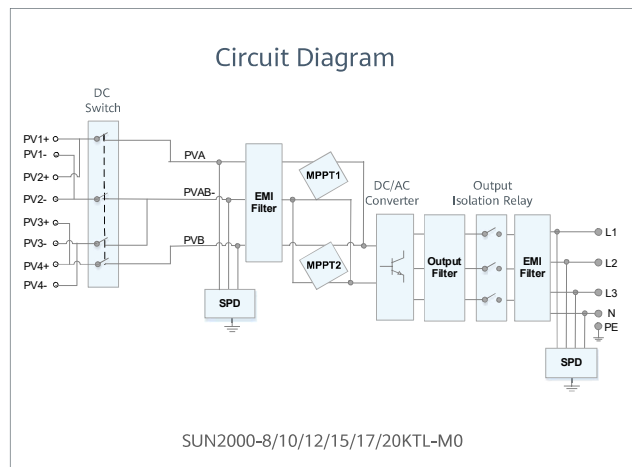 Circuit Diagram
DC
Switch
PV1+
PV1-
PV2+
PV2-
PV3+
PV3-
PV4+
PV4-
PVA
PVAB-
PVB
SPD
EMI
Filter
MPPT1
MPPT2
DC/AC
Converter
Output
Filter
Output
Isolation Relay
EMI
Filter
L1
L2
L3
N
PE
SPD
SUN2000-8/10/12/15/17/20KTL-M0